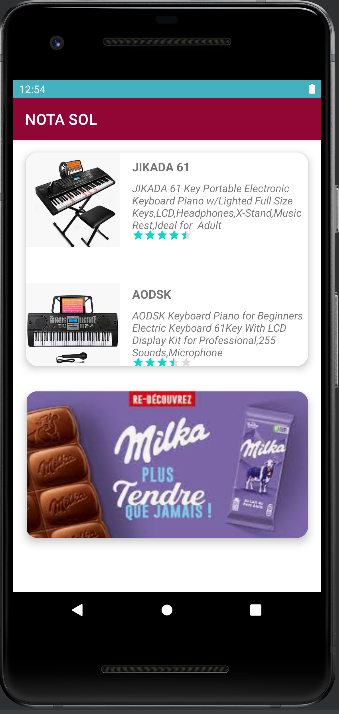 12:54
NOTA SOL
JIKADA 61
JIKADA 61 Key Portable Electronic
Keyboard Piano w/Lighted Full Size
Keys,LCD,Headphones,X-Stand,Music
Rest,Ideal for Adult
AODSK
AODSK Keyboard Piano for Beginners
Electric Keyboard 61Key With LCD
Display Kit for Professional,255
Sounds,Microphone
RE-DÉCOUVREZ
Milka
PLUS
Tendre
QUE JAMAIS !
Milka